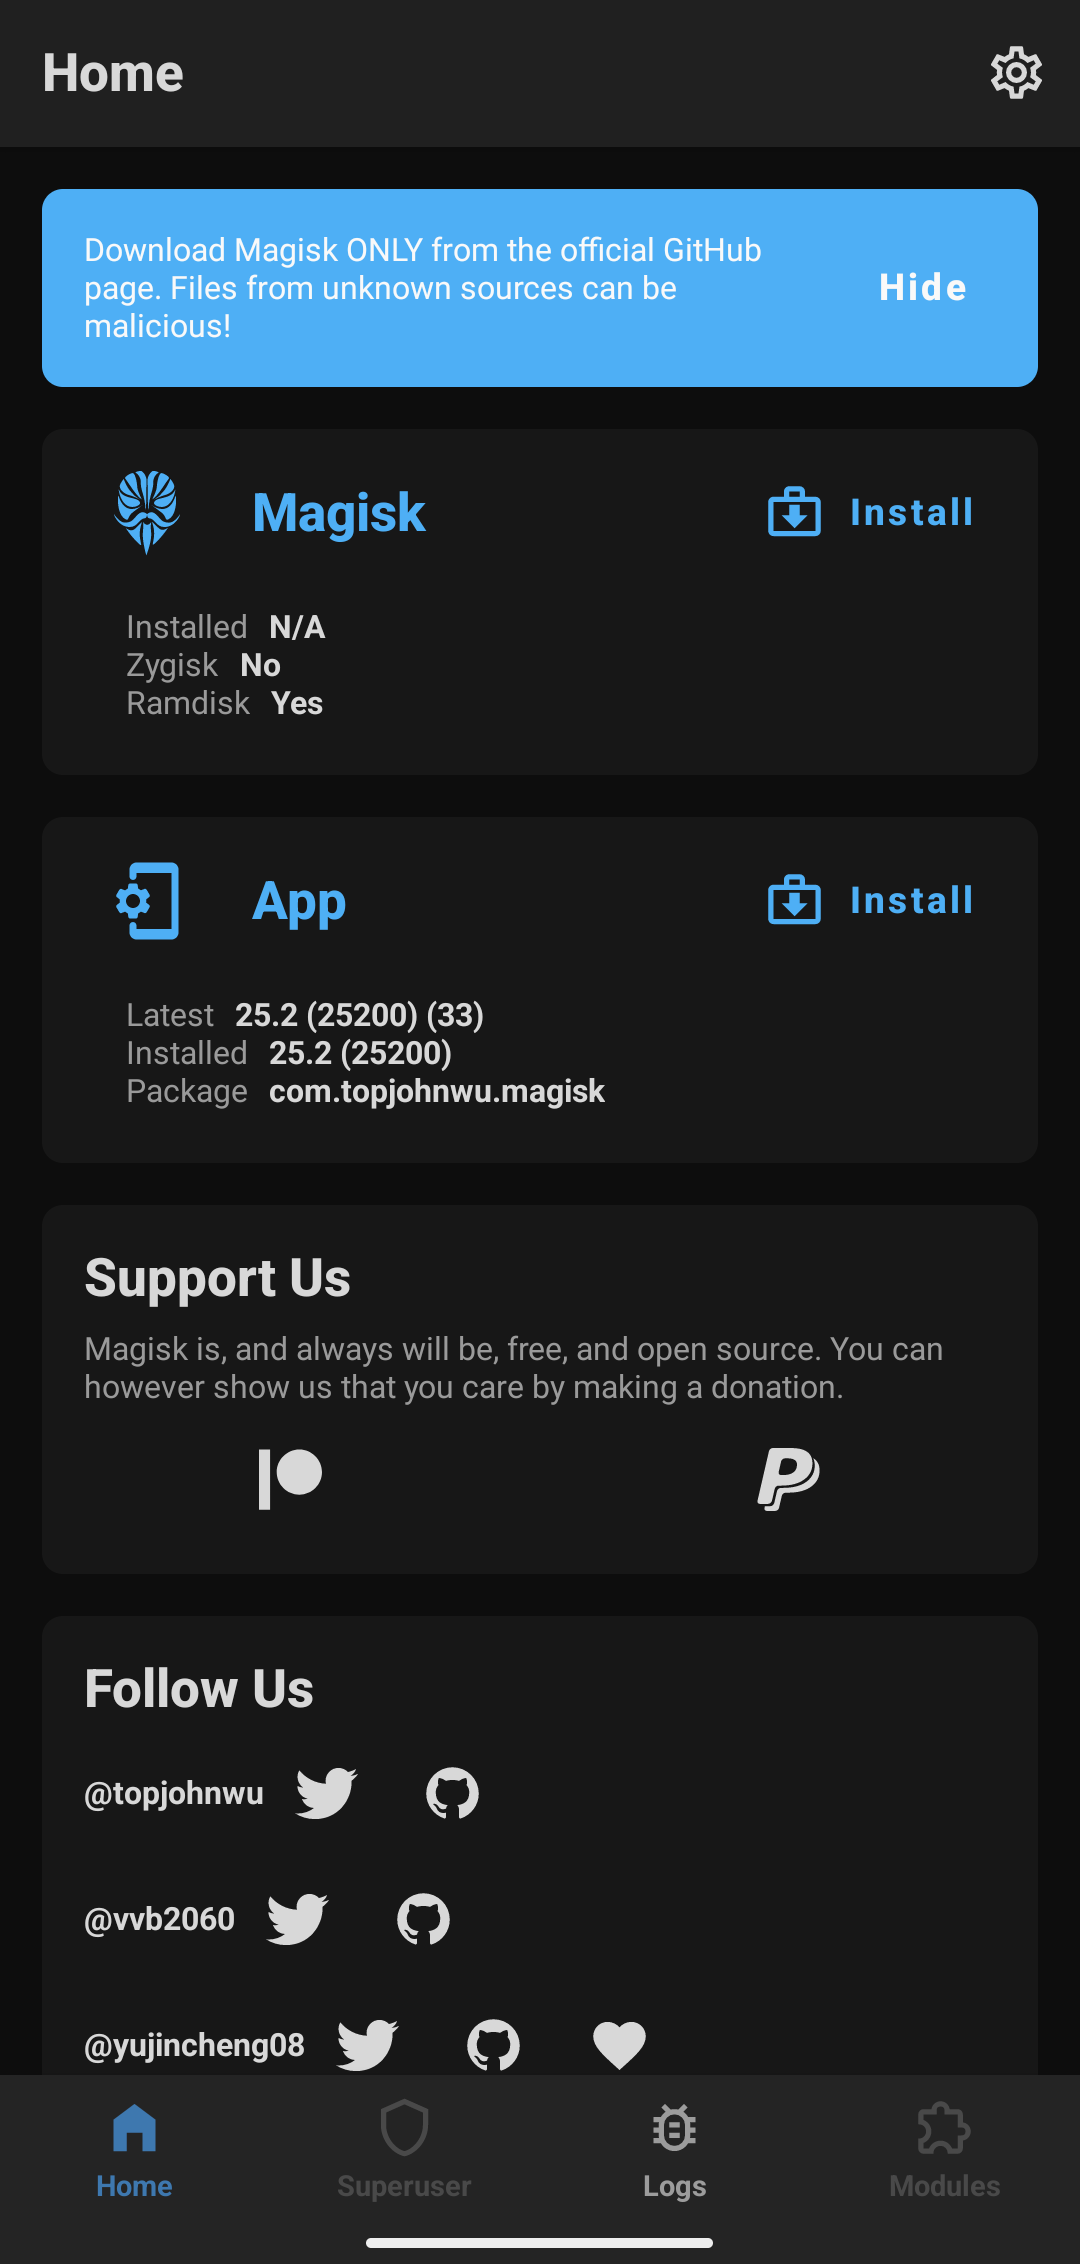 Home
Download Magisk ONLY from the official GitHub
page. Files from unknown sources can be
malicious!
Hide
Magisk
Install
Installed N/A
Zygisk No
Ramdisk Yes
App
Install
Latest 25.2 (25200) (33)
Installed 25.2 (25200)
Package com.topjohnwu.magisk
Support Us
Magisk is, and always will be, free, and open source. You can
however show us that you care by making a donation.
Follow Us
@topjohnwu
@vvb2060
@yujincheng08
Home
Superuser
Logs
Modules